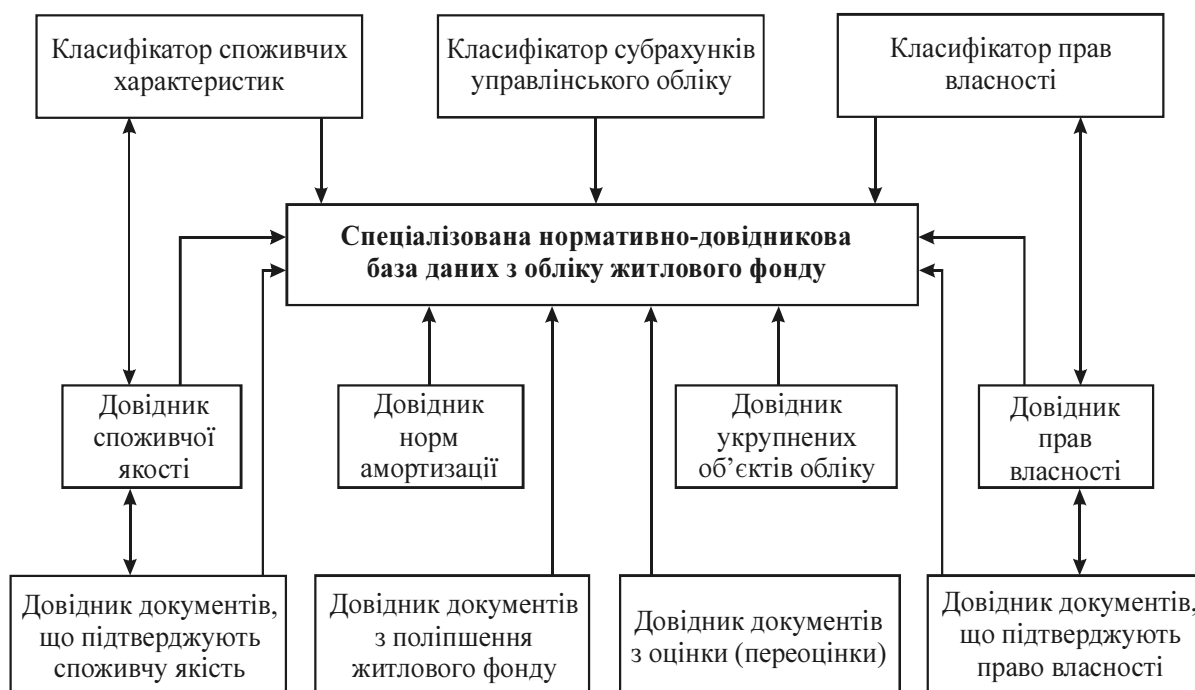 Класифікатор споживчих
характеристик
Класифікатор субрахунків
управлінського обліку
Класифікатор прав
власності
Спеціалізована нормативно-довідникова
база даних з обліку житлового фонду
Довідник
споживчої
якості
Довідник
норм
амортизації
Довідник
укрупнених
об’єктів обліку
Довідник
прав
власності
Довідник документів,
що підтверджують
споживчу якість
Довідник документів
з поліпшення
житлового фонду
Довідник документів
з оцінки (переоцінки)
Довідник документів,
що підтверджують
право власності